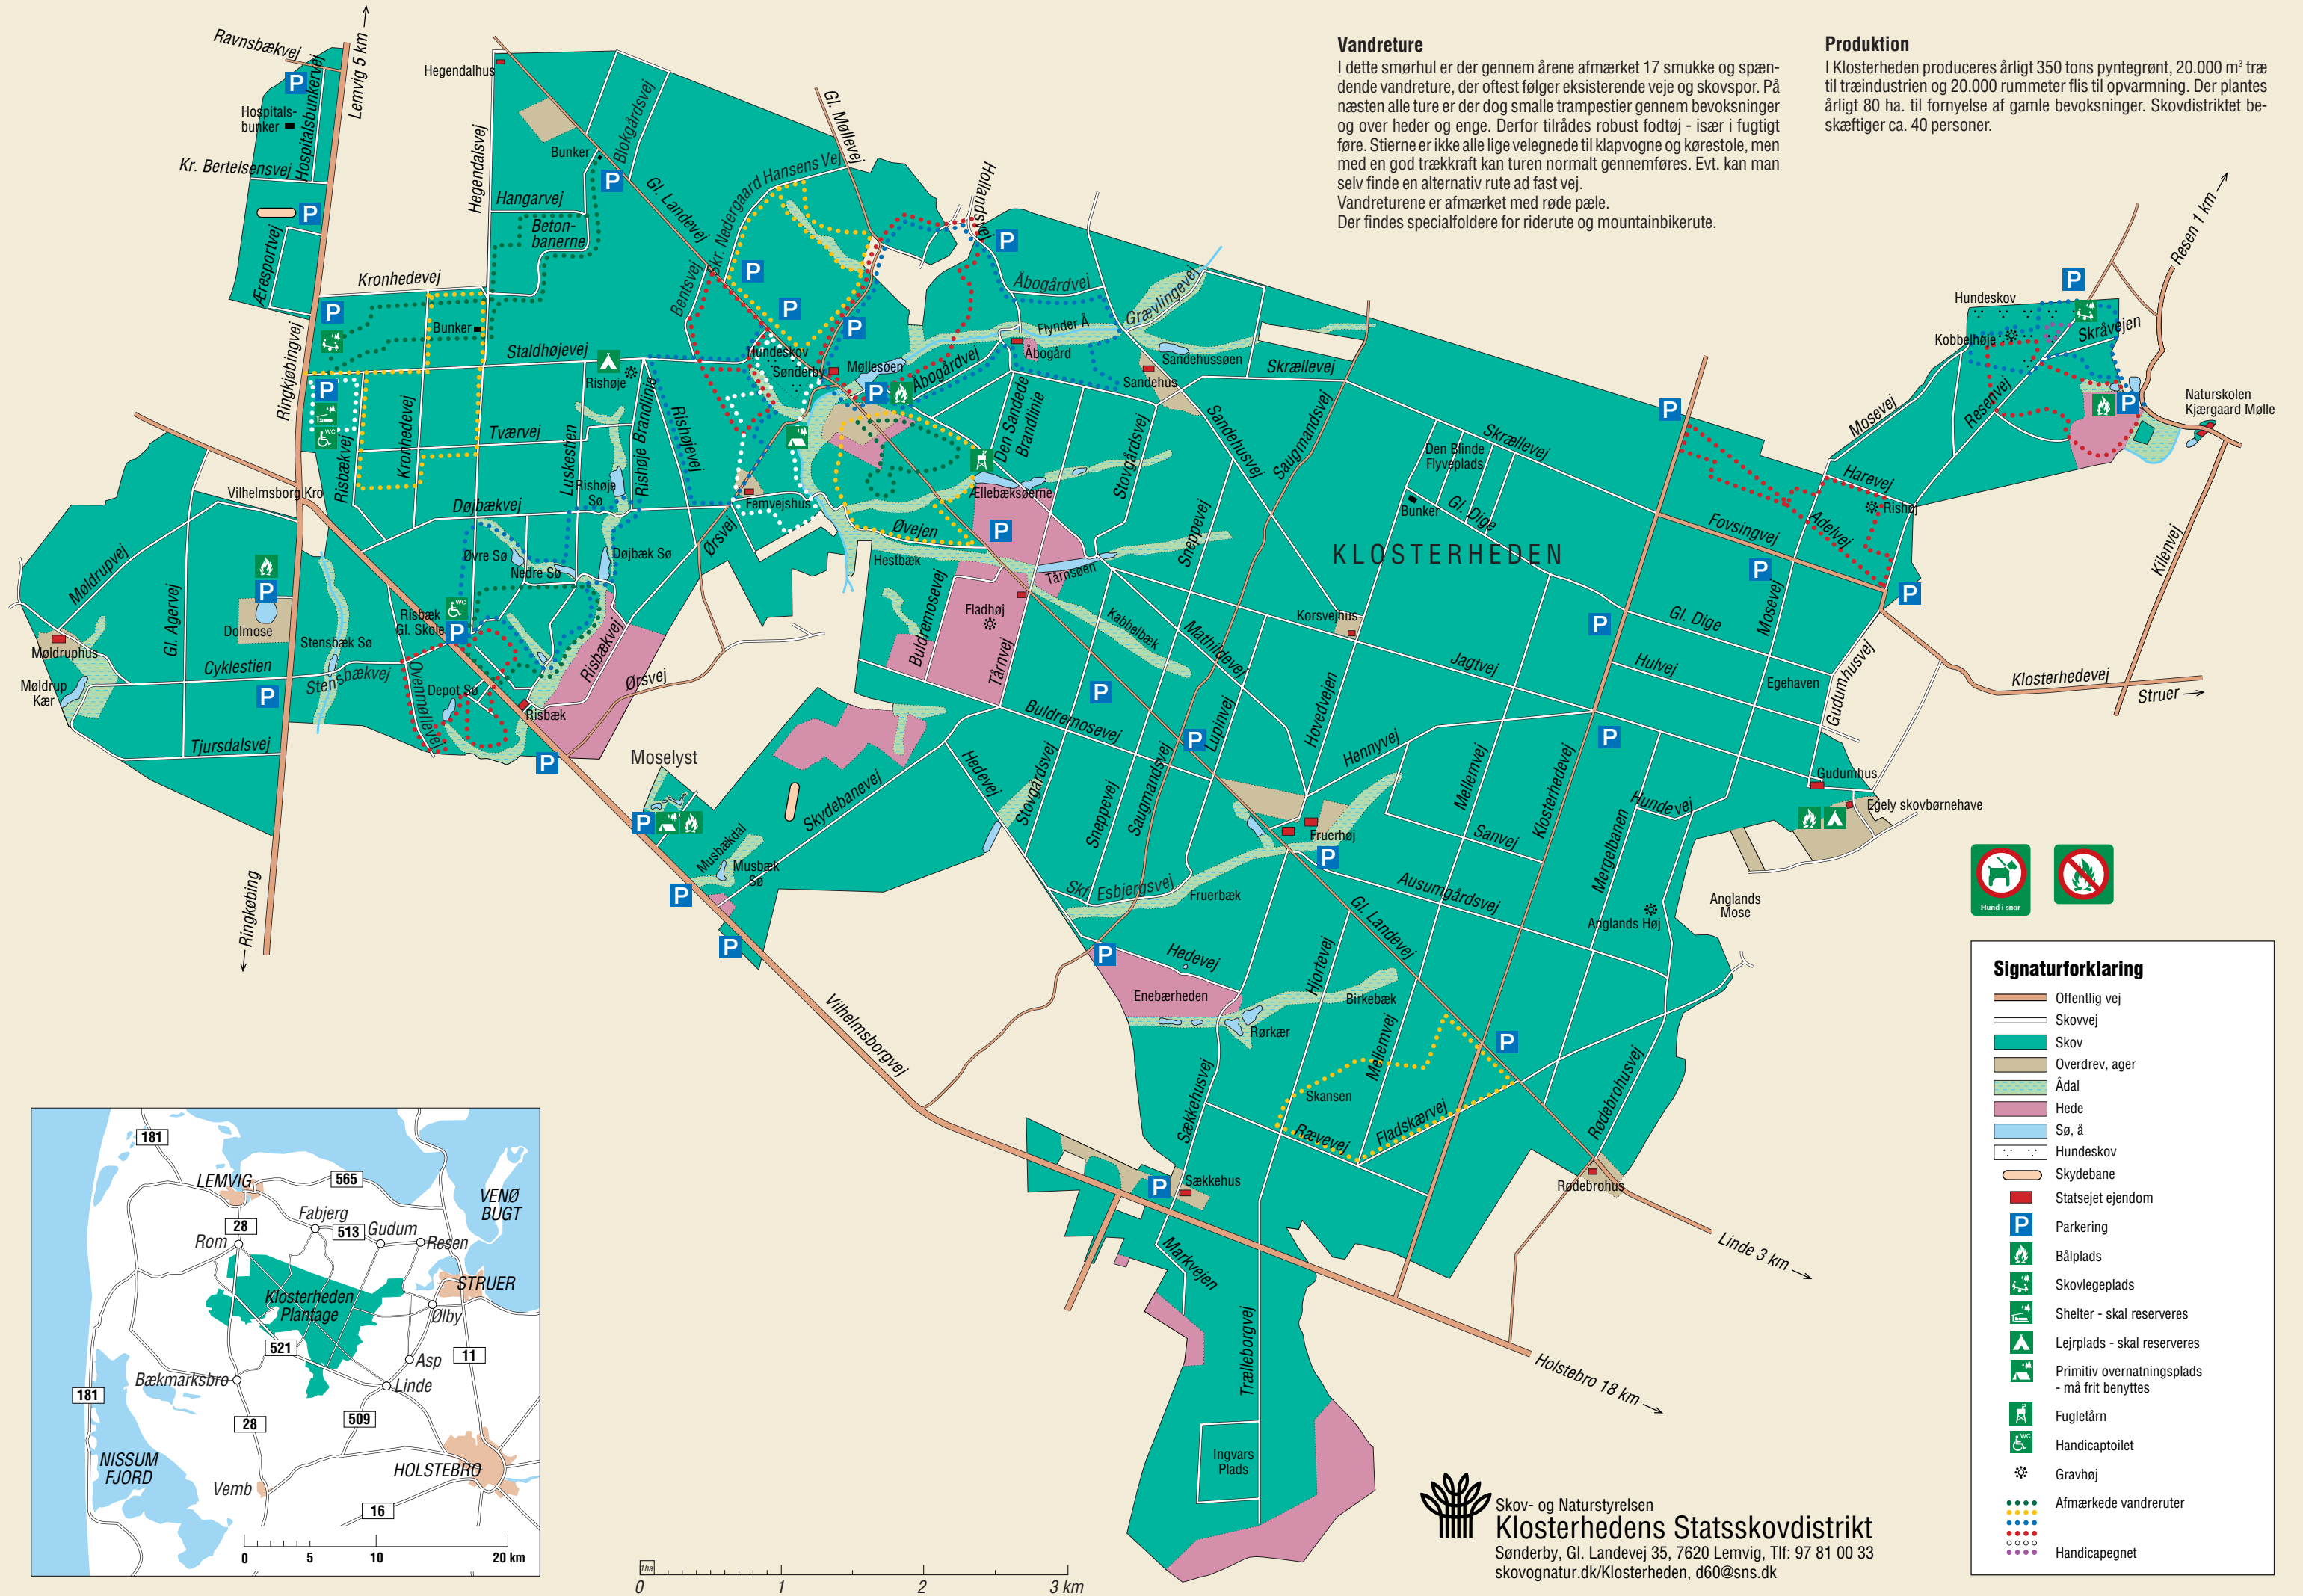 Vandreture
I dette smørhul er der gennem årene afmærket 17 smukke og spæn-
dende vandreture, der oftest følger eksisterende veje og skovspor. På
næsten alle ture er der dog smalle trampestier gennem bevoksninger
og over heder og enge. Derfor tilrådes robust fodtøj - især i fugtigt
føre. Stierne er ikke alle lige velegnede til klapvogne og kørestole, men
med en god trækkraft kan turen normalt gennemføres. Evt. kan man
selv finde en alternativ rute ad fast vej.
Vandreturene er afmærket med røde pæle.
Der findes specialfoldere for riderute og mountainbikerute.
Produktion
I Klosterheden produceres årligt 350 tons pyntegrønt, 20.000 m³ træ
til træindustrien og 20.000 rummeter flis til opvarmning. Der plantes
årligt 80 ha. til fornyelse af gamle bevoksninger. Skovdistriktet be-
skæftiger ca. 40 personer.
Ravnsbækvej
Lemvig 5 km
Hospitalsbunkervej
Hospitals-
bunker
Kr. Bertelsensvej
Æresportvej
Ringkjøbingvej
Kronhedevej
Hegendalhus
Hegendalsvej
Bunker
Blokgårdsvej
Hangarvej
Beton-
banerne
Gl. Landevej
Skr. Nedergaard Hansens Vej
Gl. Møllevej
Hollandsvej
Bentsvej
Bunker
Staldhøjevej
Rishøje
Hundeskov
Sønderby
Møllesøen
Åbogårdvej
Åbogårdvej
Flynder Å
Åbogård
Grævlingevej
Sandehussøen
Sandehus
Skrællevej
Risbækvej
Kronhedevej
Tværvej
Luskestien
Rishøje Brandlinie
Rishøjevej
Rishøje
Sø
Døjbækvej
Femvejshus
Ørsvej
Øvejen
Hestbæk
Den Sandede
Brandlinie
Ællebæksøerne
Stovgårdsvej
Sandehusvej
Saugmandsvej
Sneppevej
Den Blinde
Flyveplads
Bunker
Gl. Dige
Skrællevej
KLOSTERHEDEN
Fovsingvej
Adelvej
Harevej
Rishøj
Mosevej
Resenvej
Hundeskov
Kobbelhøje
Skråvejen
Resen 1 km
Naturskolen
Kjærgaard Mølle
Kilenvej
Klosterhedevej
Struer
Vilhelmsborg Kro
Møldrupvej
Gl. Agervej
Dolmose
Møldruphus
Møldrup
Kær
Cyklestien
Stensbækvej
Stensbæk Sø
Tjursdalsvej
Ringkøbing
Øvre Sø
Nedre Sø
Døjbæk Sø
Risbæk
Gl. Skole
Ovenmøllevej
Depot Sø
Risbæk
Risbækvej
Ørsvej
Buldremosevej
Fladhøj
Tårnvej
Tårnsøen
Kabbelbæk
Mathildevej
Korsvejhus
Jagtvej
Gl. Dige
Mosevej
Hulvej
Egehaven
Gudumhusvej
Gudumhus
Egely skovbørnehave
Moselyst
Musbækdal
Musbæk
Sø
Skydebanevej
Hedevej
Buldremosevej
Stovgårdsvej
Sneppevej
Saugmandsvej
Lupinvej
Hovedvejen
Hennyvej
Mellemvej
Klosterhedevej
Sanvej
Hundevej
Mergelbanen
Fruerhøj
Fruerbæk
Skf. Esbjergsvej
Ausumgårdsvej
Gl. Landevej
Anglands Høj
Anglands
Mose
Hedevej
Enebærheden
Hjortevej
Birkebæk
Rørkær
Mellemvej
Skansen
Rævevej
Fladskærvej
Sækkehusvej
Sækkehus
Rødebrohusvej
Rødebrohus
Vilhelmsborgvej
Markvejen
Trælleborgvej
Ingvars
Plads
Linde 3 km
Holstebro 18 km
Hund i snor
Signaturforklaring
Offentlig vej
Skovvej
Skov
Overdrev, ager
Ådal
Hede
Sø, å
Hundeskov
Skydebane
Statsejet ejendom
P Parkering
Bålplads
Skovlegeplads
Shelter - skal reserveres
Lejrplads - skal reserveres
Primitiv overnatningsplads
- må frit benyttes
Fugletårn
WC Handicaptoilet
Gravhøj
Afmærkede vandreruter
Handicapegnet
181
LEMVIG
565
VENØ
BUGT
28
Fabjerg
513
Gudum
Rom
Resen
STRUER
Klosterheden
Plantage
Ølby
521
11
Asp
Bækmarksbro
Linde
181
28
509
NISSUM
FJORD
HOLSTEBRO
Vemb
16
0 5 10 20 km
1ha
0 1 2 3 km
Skov- og Naturstyrelsen
Klosterhedens Statsskovdistrikt
Sønderby, Gl. Landevej 35, 7620 Lemvig, Tlf: 97 81 00 33
skovognatur.dk/Klosterheden, d60@sns.dk